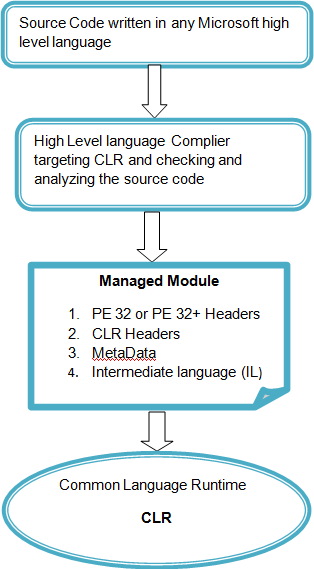 Source Code written in any Microsoft high
level language
High Level language Complier
targeting CLR and checking and
analyzing the source code
Managed Module
1. PE 32 or PE 32+ Headers
2. CLR Headers
3. MetaData
4. Intermediate language (IL)
Common Language Runtime
CLR